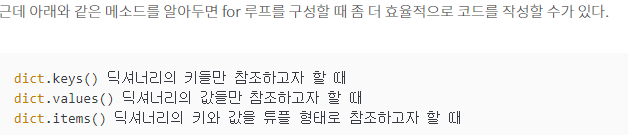 근데 아래와 같은 메소드를 알아두면 for 루프를 구성할 때 좀 더 효율적으로 코드를 작성할 수가 있다.
dict.keys() 딕셔너리의 키들만 참조하고자 할 때
dict.values() 딕셔너리의 값들만 참조하고자 할 때
dict.items() 딕셔너리의 키와 값을 튜플 형태로 참조하고자 할 때